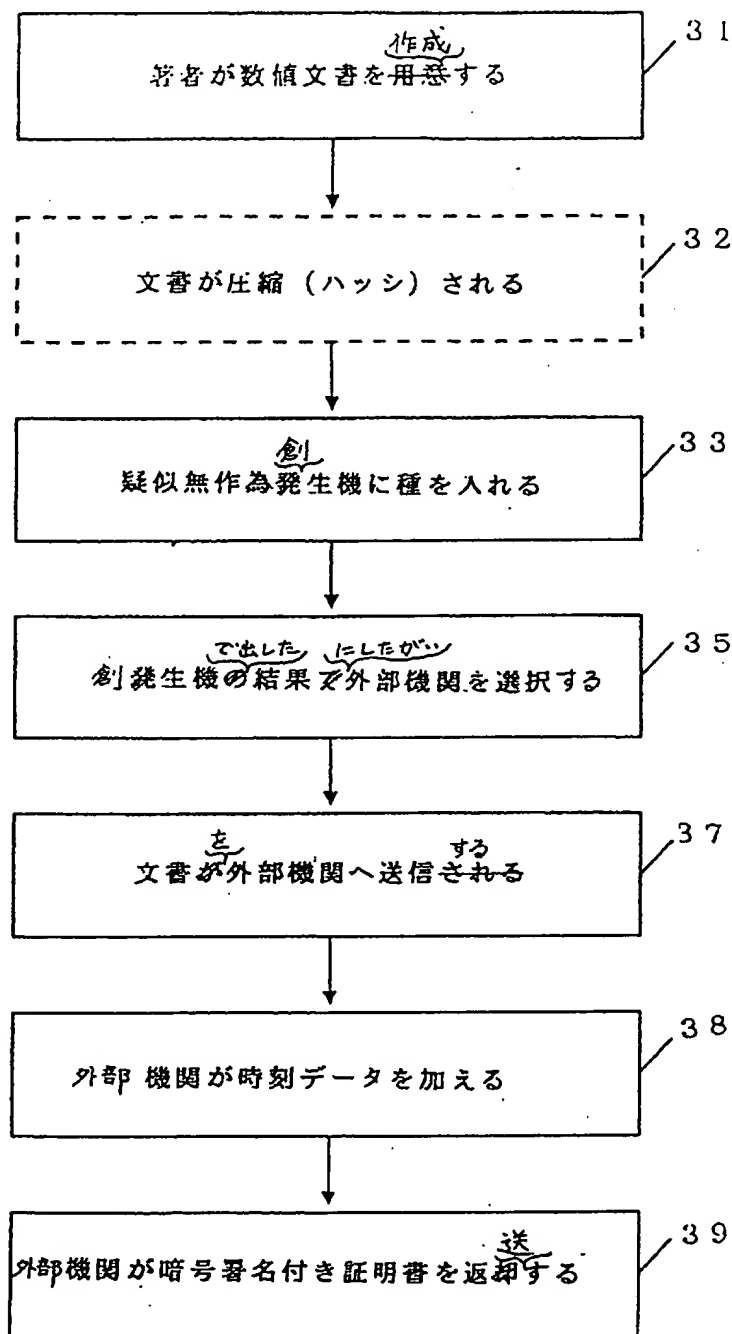 31
作成
著者が数値文書を用意する
32
文書が圧縮（ハッシ）される
33
創
疑似無作為発生機に種を入れる
35
で出した にしたがい
創発生機の結果で外部機関を選択する
37
を する
文書が外部機関へ送信される
38
外部機関が時刻データを加える
39
送
外部機関が暗号署名付き証明書を返却する